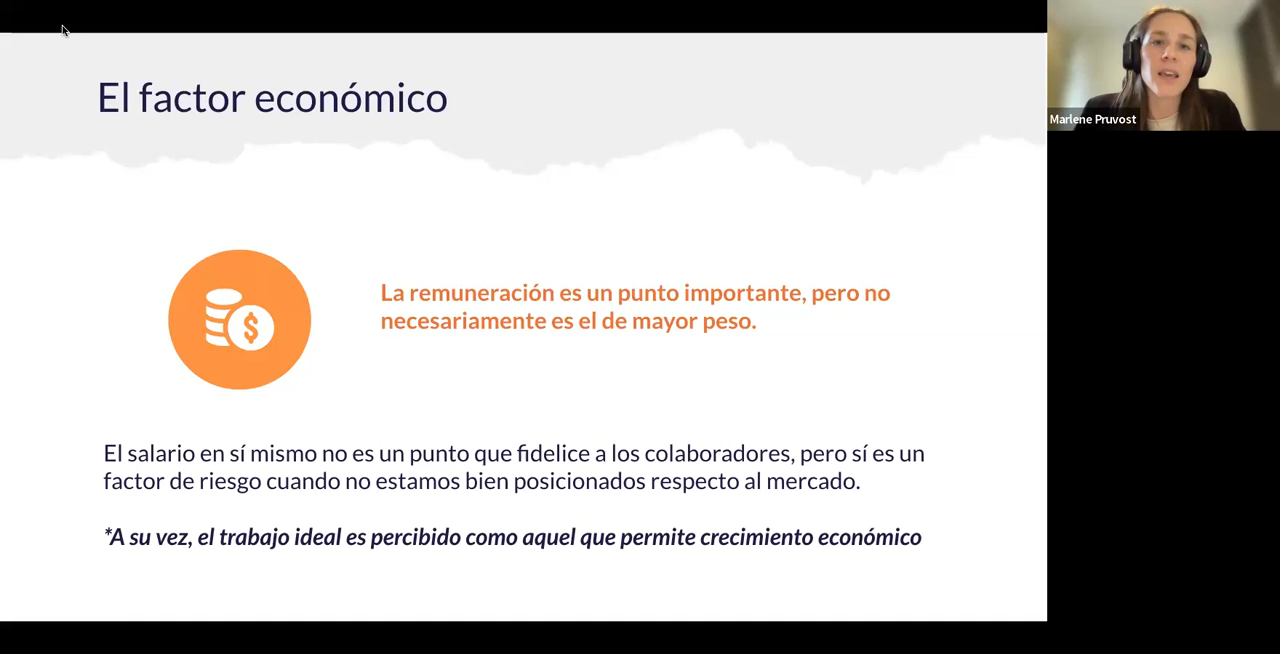 El factor económico
Marlene Pruvost
La remuneración es un punto importante, pero no
necesariamente es el de mayor peso.
$
El salario en sí mismo no es un punto que fidelice a los colaboradores, pero sí es un
factor de riesgo cuando no estamos bien posicionados respecto al mercado.
*A su vez, el trabajo ideal es percibido como aquel que permite crecimiento económico